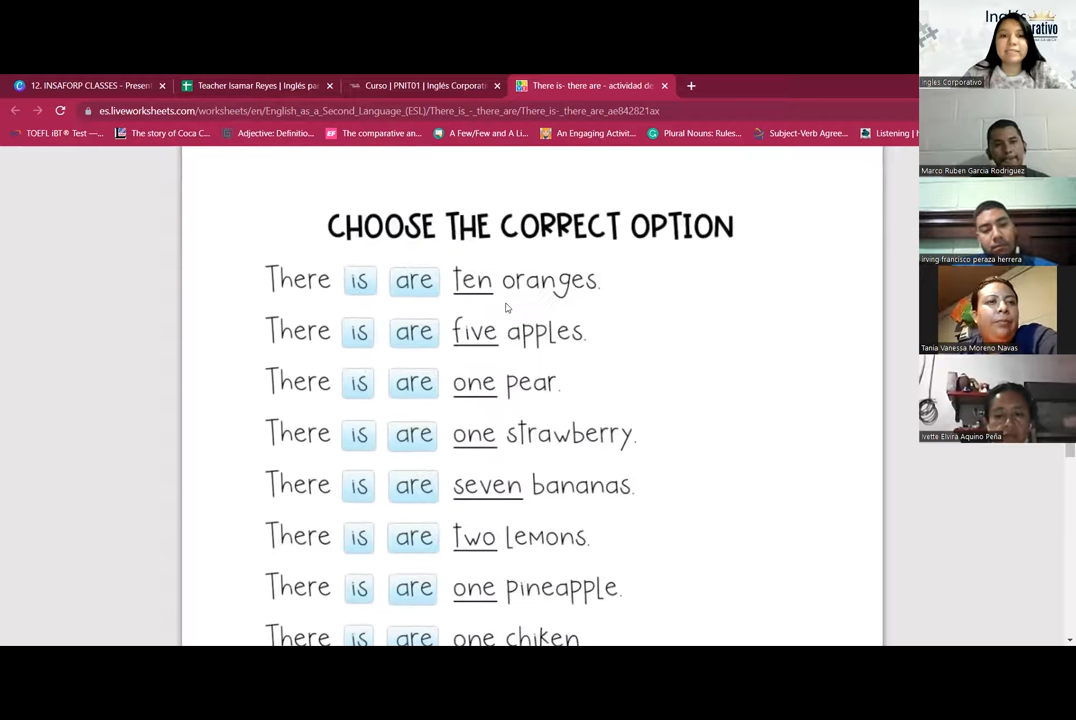 12. INSAFORP CLASSES - Present
Teacher Isamar Reyes | Inglés par
Curso | PNIT01 | Inglés Corporati
There is- there are - actividad de
es.liveworksheets.com/worksheets/en/English_as_a_Second_Language_(ESL)/There_is_-_there_are/There_is-_there_are_ae842821ax
TOEFL iBT® Test —...
The story of Coca C...
Adjective: Definitio...
The comparative an...
A Few/Few and A Li...
An Engaging Activit...
Plural Nouns: Rules...
Subject-Verb Agree...
Listening | h
CHOOSE THE CORRECT OPTION
There is are ten oranges.
There is are five apples.
There is are one pear.
There is are one strawberry.
There is are seven bananas.
There is are two lemons.
There is are one pineapple.
There is are one chiken
Inglés
rativo
Inglés Corporativo
Marco Ruben Garcia Rodriguez
irving francisco peraza herrera
Tania Vanessa Moreno Navas
Ivette Elvira Aquino Peña